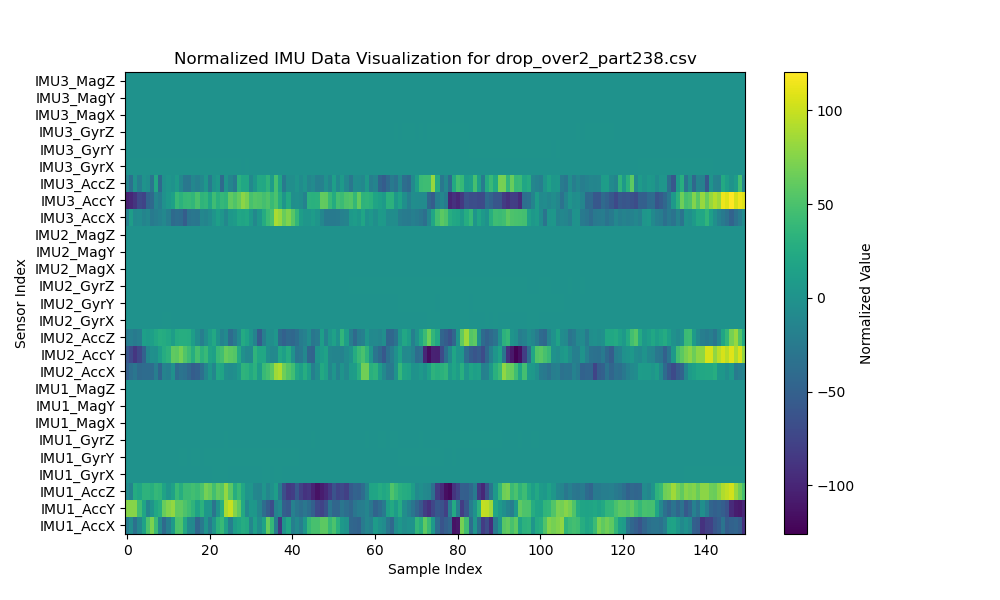 Normalized IMU Data Visualization for drop_over2_part238.csv
IMU3_MagZ
IMU3_MagY
IMU3_MagX
IMU3_GyrZ
IMU3_GyrY
IMU3_GyrX
IMU3_AccZ
IMU3_AccY
IMU3_AccX
IMU2_MagZ
IMU2_MagY
IMU2_MagX
IMU2_GyrZ
IMU2_GyrY
IMU2_GyrX
IMU2_AccZ
IMU2_AccY
IMU2_AccX
IMU1_MagZ
IMU1_MagY
IMU1_MagX
IMU1_GyrZ
IMU1_GyrY
IMU1_GyrX
IMU1_AccZ
IMU1_AccY
IMU1_AccX
Sensor Index
0 20 40 60 80 100 120 140
Sample Index
100
50
0
−50
−100
Normalized Value